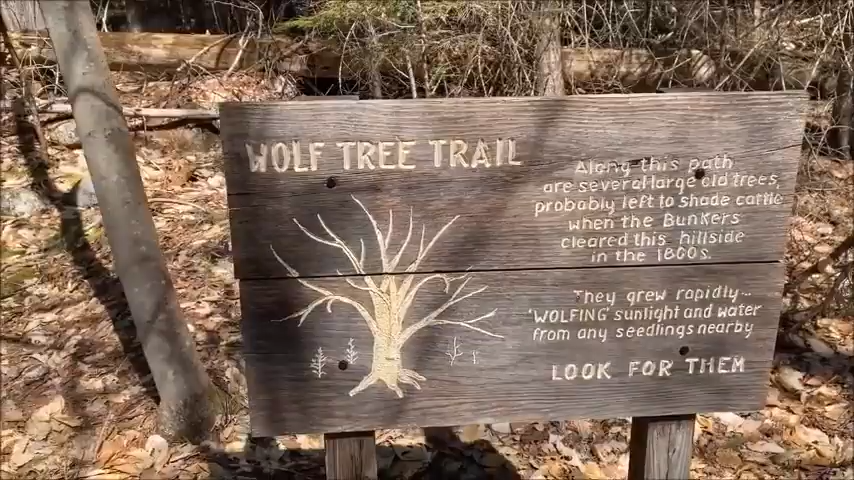 WOLF TREE TRAIL
Along this path
are several large old trees,
probably left to shade cattle
when the BUNKERS
cleared this hillside
in the 1800s.
They grew rapidly...
'WOLFING' sunlight and water
from any seedlings nearby
LOOK FOR THEM